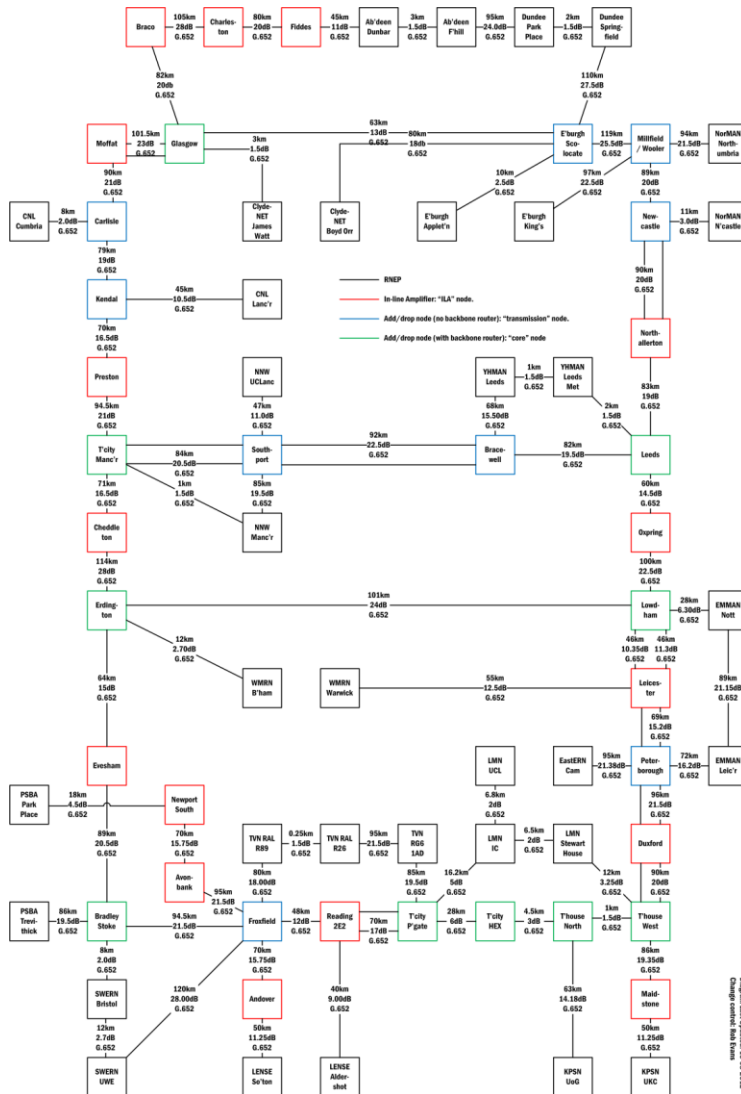 Braco
105km
28dB
G.652
Charles-
ton
80km
20dB
G.652
Fiddes
45km
11dB
G.652
Ab'deen
Dunbar
3km
1.5dB
G.652
Ab'deen
F'hill
95km
24.0dB
G.652
Dundee
Park
Place
2km
1.5dB
G.652
Dundee
Spring-
field
82km
20db
G.652
110km
27.5dB
G.652
Moffat
101.5km
23dB
G.652
Glasgow
3km
1.5dB
G.652
63km
13dB
G.652
80km
18db
G.652
E'burgh
Sco-
locate
119km
25.5dB
G.652
Millfield
/ Wooler
94km
21.5dB
G.652
NorMAN
North-
umbria
90km
21dB
G.652
10km
2.5dB
G.652
97km
22.5dB
G.652
89km
20dB
G.652
CNL
Cumbria
8km
2.0dB
G.652
Carlisle
Clyde-
NET
James
Watt
Clyde-
NET
Boyd Orr
E'burgh
Applet'n
E'burgh
King's
New-
castle
11km
3.0dB
G.652
NorMAN
N'castle
79km
19dB
G.652
90km
20dB
G.652
Kendal
45km
10.5dB
G.652
CNL
Lanc'r
RNEP
In-line Amplifier: "ILA" node.
Add/drop node (no backbone router): "transmission" node.
Add/drop node (with backbone router): "core" node
70km
16.5dB
G.652
North-
allerton
Preston
NNW
UCLanc
YHMAN
Leeds
1km
1.5dB
G.652
YHMAN
Leeds
Met
83km
19dB
G.652
94.5km
21dB
G.652
47km
11.0dB
G.652
68km
15.50dB
G.652
2km
1.5dB
G.652
T'city
Manc'r
84km
20.5dB
G.652
South-
port
92km
22.5dB
G.652
Brace-
well
82km
19.5dB
G.652
Leeds
71km
16.5dB
G.652
1km
1.5dB
G.652
85km
19.5dB
G.652
60km
14.5dB
G.652
Cheddle
ton
NNW
Manc'r
Oxpring
114km
28dB
G.652
100km
22.5dB
G.652
Erding-
ton
101km
24dB
G.652
Lowd-
ham
28km
6.30dB
G.652
EMMAN
Nott
12km
2.70dB
G.652
46km
10.35dB
G.652
46km
11.3dB
G.652
64km
15dB
G.652
WMRN
B'ham
WMRN
Warwick
55km
12.5dB
G.652
Leices-
ter
89km
21.15dB
G.652
69km
15.2dB
G.652
Evesham
LMN
UCL
EastERN
Cam
95km
21.38dB
G.652
Peter-
borough
72km
16.2dB
G.652
EMMAN
Leic'r
PSBA
Park
Place
18km
4.5dB
G.652
Newport
South
6.8km
2dB
G.652
96km
21.5dB
G.652
89km
20.5dB
G.652
70km
15.75dB
G.652
TVN RAL
R89
0.25km
1.5dB
G.652
TVN RAL
R26
95km
21.5dB
G.652
TVN
RG6
1AD
LMN
IC
6.5km
2dB
G.652
LMN
Stewart
House
Duxford
Avon-
bank
95km
21.5dB
G.652
80km
18.00dB
G.652
85km
19.5dB
G.652
16.2km
5dB
G.652
12km
3.25dB
G.652
90km
20dB
G.652
PSBA
Trevi-
thick
86km
19.5dB
G.652
Bradley
Stoke
94.5km
21.5dB
G.652
Froxfield
48km
12dB
G.652
Reading
2E2
70km
17dB
G.652
T'city
P'gate
28km
6dB
G.652
T'city
HEX
4.5km
3dB
G.652
T'house
North
1km
1.5dB
G.652
T'house
West
8km
2.0dB
G.652
120km
28.00dB
G.652
70km
15.75dB
G.652
40km
9.00dB
G.652
63km
14.18dB
G.652
86km
19.35dB
G.652
SWERN
Bristol
Andover
Maid-
stone
12km
2.7dB
G.652
50km
11.25dB
G.652
50km
11.25dB
G.652
SWERN
UWE
LENSE
So'ton
LENSE
Alder-
shot
KPSN
UoG
KPSN
UKC
Change control: Rob Evans